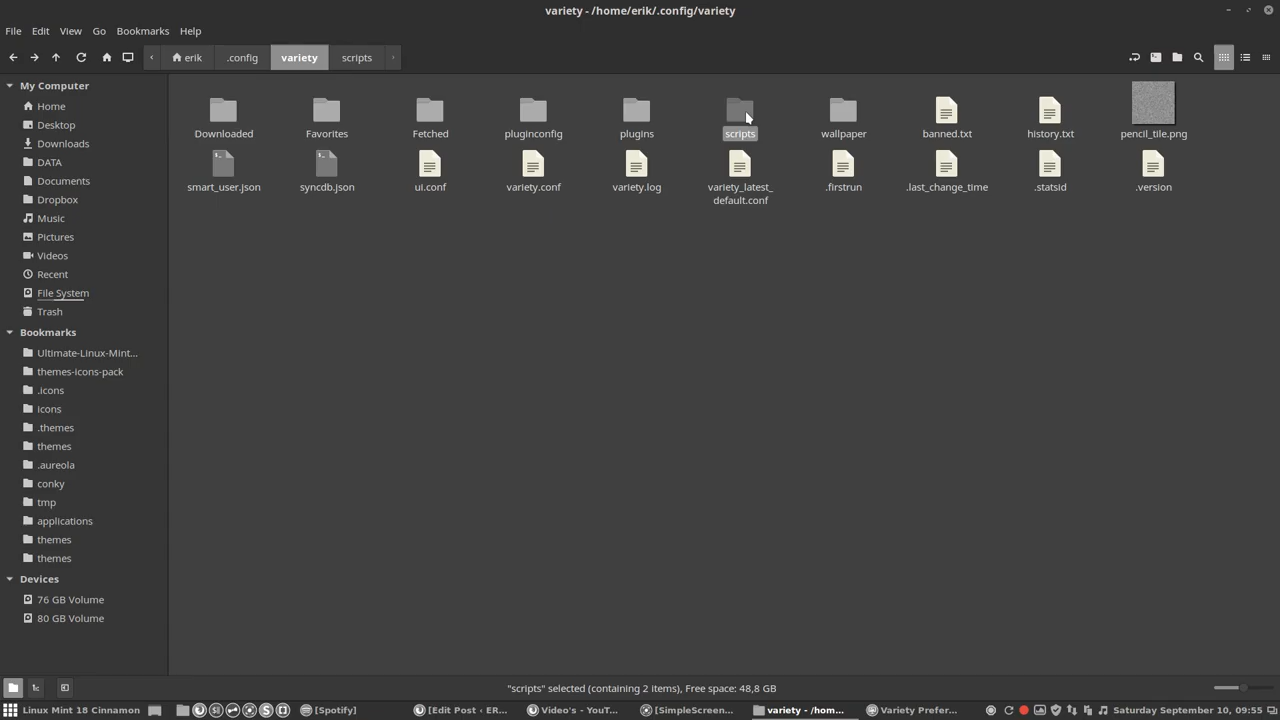 variety - /home/erik/.config/variety
File Edit View Go Bookmarks Help
erik .config variety scripts
My Computer
Home
Desktop
Downloads
DATA
Documents
Dropbox
Music
Pictures
Videos
Recent
File System
Trash
Bookmarks
Ultimate-Linux-Mint...
themes-icons-pack
.icons
icons
.themes
themes
.aureola
conky
tmp
applications
themes
themes
Devices
76 GB Volume
80 GB Volume
Downloaded Favorites Fetched pluginconfig plugins scripts wallpaper banned.txt history.txt pencil_tile.png
smart_user.json syncdb.json ui.conf variety.conf variety.log variety_latest_ .firstrun .last_change_time .statsid .version
default.conf
"scripts" selected (containing 2 items), Free space: 48,8 GB
Linux Mint 18 Cinnamon [Spotify] [Edit Post ‹ ER... Video's - YouT... [SimpleScreen... variety - /hom... Variety Prefer... Saturday September 10, 09:55